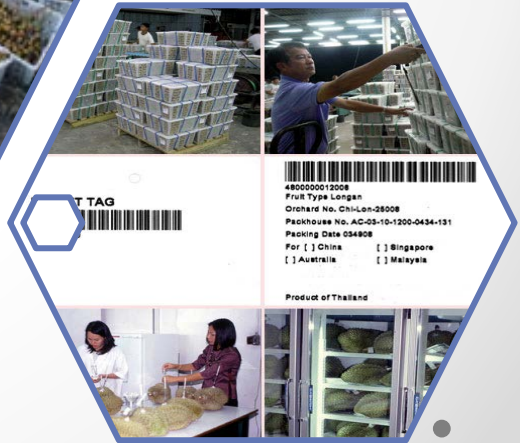 T TAG
4800000012008
Fruit Type Longan
Orchard No. Chi-Lon-25008
Packhouse No. AC-03-10-1200-0434-131
Packing Date 034908
For [ ] China [ ] Singapore
[ ] Australia [ ] Malaysia
Product of Thailand